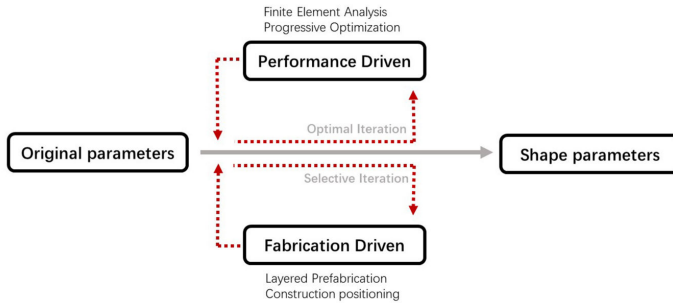 Finite Element Analysis
Progressive Optimization
Performance Driven
Optimal Iteration
Original parameters
Shape parameters
Selective Iteration
Fabrication Driven
Layered Prefabrication
Construction positioning